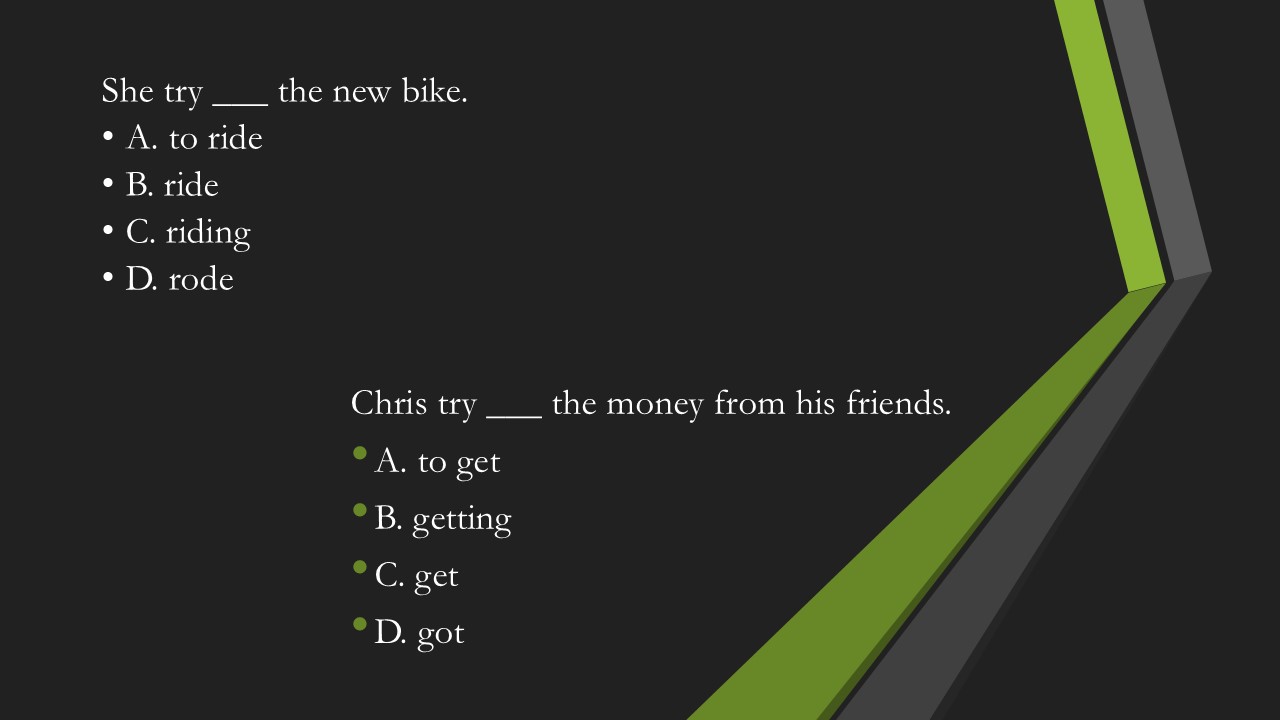 She try ___ the new bike.
• A. to ride
• B. ride
• C. riding
• D. rode
Chris try ___ the money from his friends.
• A. to get
• B. getting
• C. get
• D. got